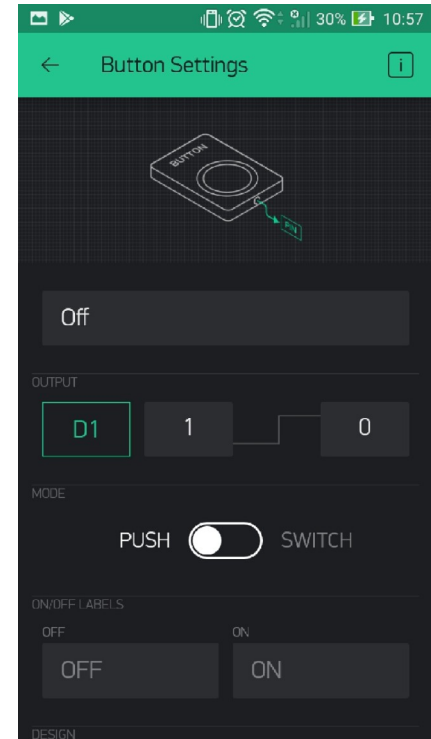 30% 10:57
Button Settings i
BUTTON
PIN
Off
OUTPUT
D1 1 0
MODE
PUSH SWITCH
ON/OFF LABELS
OFF ON
OFF ON
DESIGN